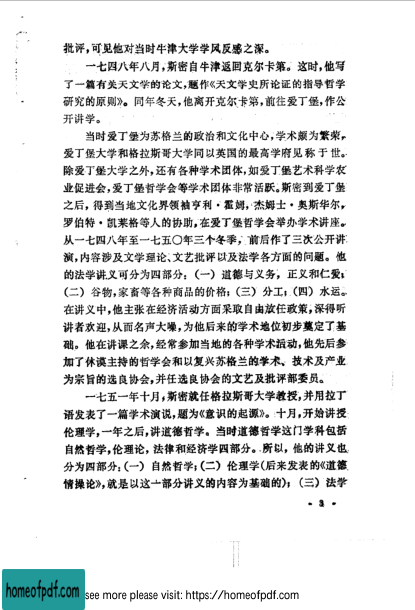 批评，可见他对当时牛津大学学风反感之深。
一七四八年八月，斯密自牛津返回克尔卡第。这时，他写
了一篇有关天文学的论文，题作《天文学史所论证的指导哲学
研究的原则》。同年冬天，他离开克尔卡第，前往爱丁堡，作公
开讲学。
当时爱丁堡为苏格兰的政治和文化中心，学术颇为繁荣。
爱丁堡大学和格拉斯哥大学同以英国的最高学府见称于世。
除爱丁堡大学之外，还有各种学术团体，如爱丁堡艺术科学农
业促进会，爱丁堡哲学会等学术团体非常活跃。斯密到爱丁堡
之后，得到当地文化界领袖亨利·霍姆，杰姆士·奥斯华尔，
罗伯特·凯莱格等人的协助，在爱丁堡哲学会举办学术讲座。
从一七四八年至一七五〇年三个冬季，前后作了三次公开讲
演，内容涉及文学理论、文艺批评以及法学各方面的问题。他
的法学讲义可分为四部分：（一）道德与义务，正义和仁爱；
（二）谷物，家畜等各种商品的价格；（三）分工；（四）水运。
在讲义中，他主张在经济活动方面采取自由放任政策，深得听
讲者欢迎，从而名声大噪，为他后来的学术地位初步奠定了基
础。他在讲课之余，经常参加当地的各种学术活动，他先后参
加了休谟主持的哲学会和以复兴苏格兰的学术、技术及产业
为宗旨的选良协会，并任选良协会的文艺及批评部委员。
一七五一年十月，斯密就任格拉斯哥大学教授，并用拉丁
语发表了一篇学术演说，题为《意识的起源》。十月，开始讲授
伦理学，一年之后，讲道德哲学。当时道德哲学这门学科包括
自然哲学，伦理论，法律和经济学四部分。所以，他的讲义也
分为四部分：（一）自然哲学；（二）伦理学（后来发表的《道德
情操论》，就是以这一部分讲义的内容为基础的）；（三）法学
· 3 ·
homeofpdf.com
see more please visit: https://homeofpdf.com